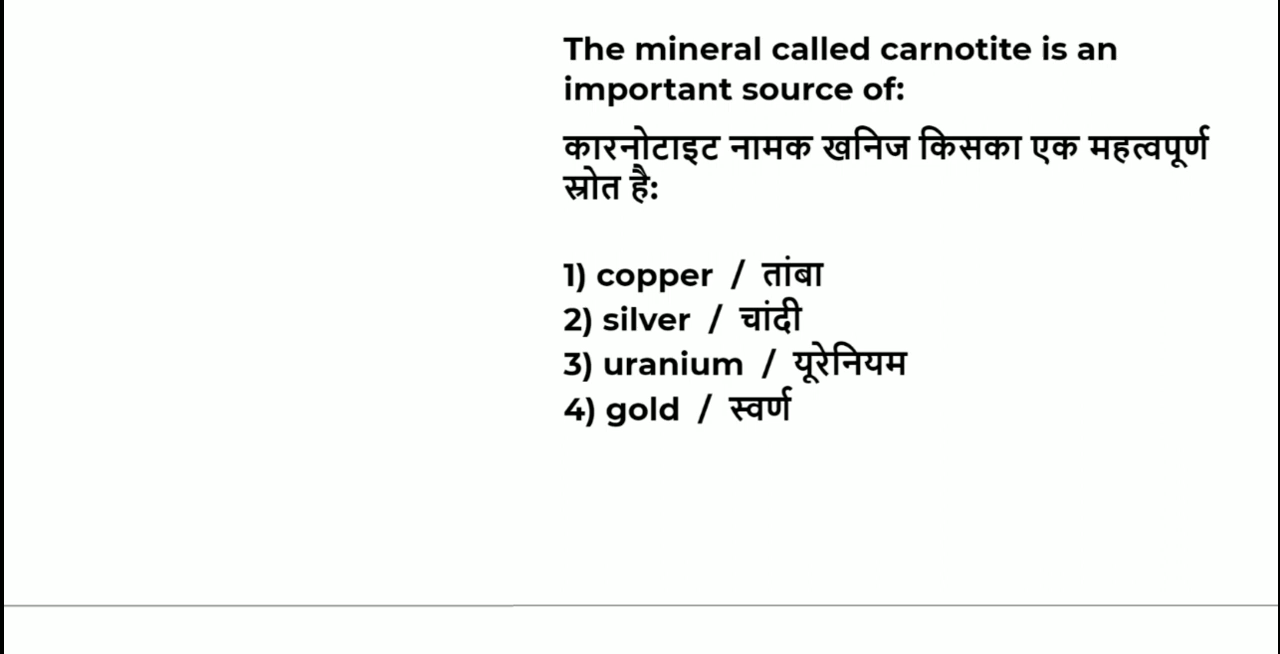 The mineral called carnotite is an
important source of:
कारनोटाइट नामक खनिज किसका एक महत्वपूर्ण
स्रोत है:
1) copper / तांबा
2) silver / चांदी
3) uranium / यूरेनियम
4) gold / स्वर्ण